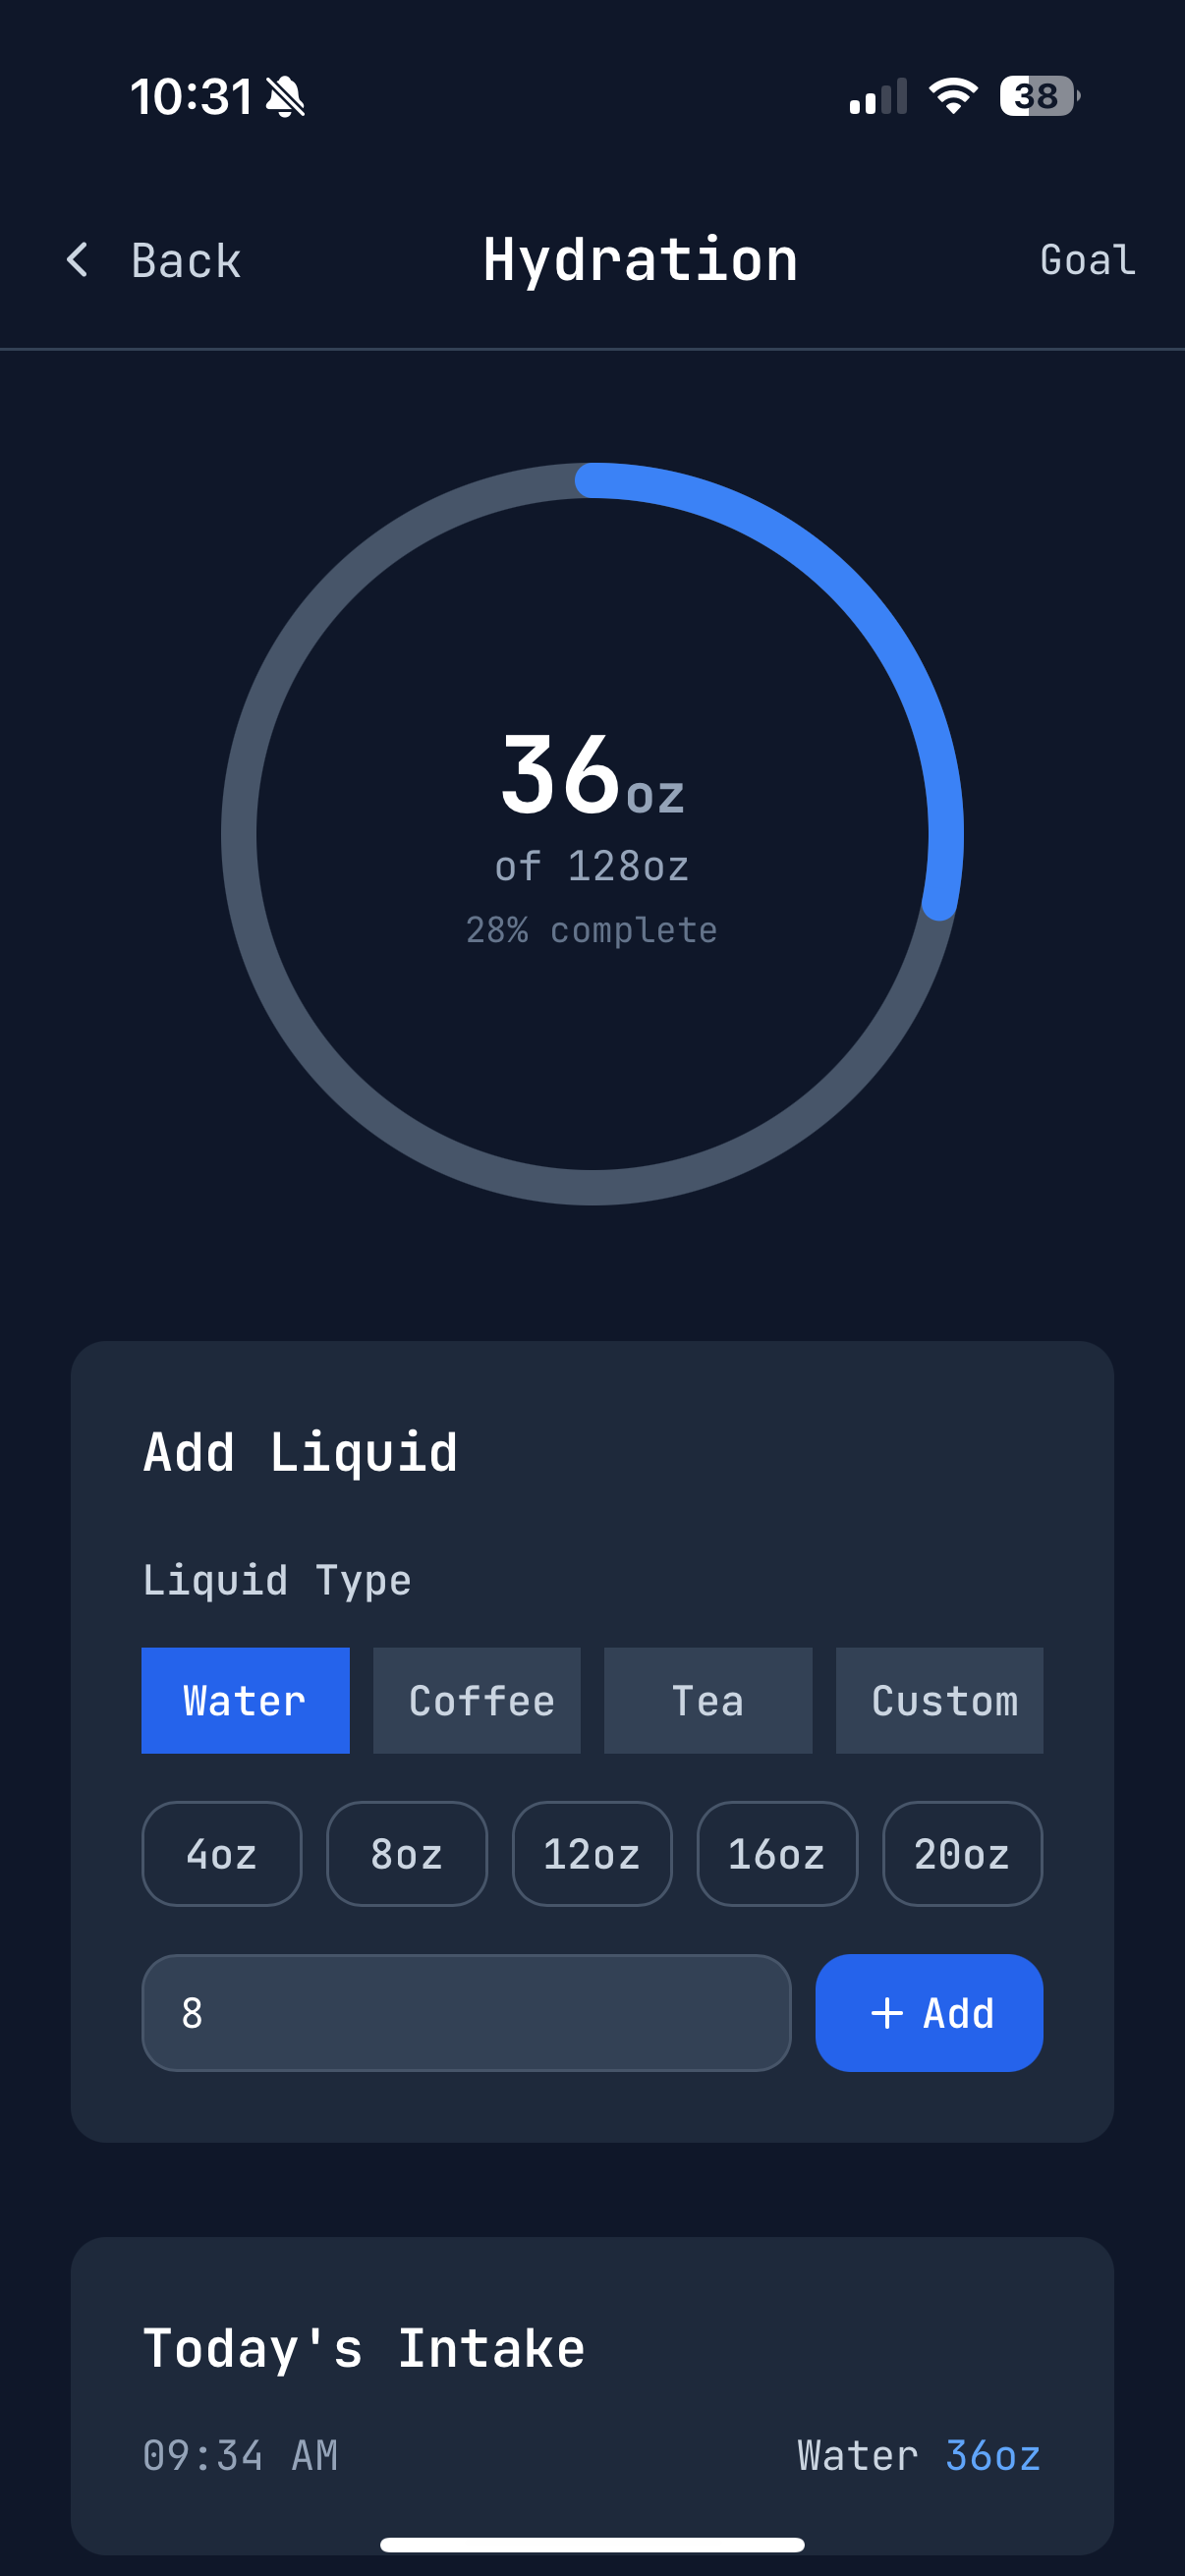 10:31 38
Back Hydration Goal
36oz
of 128oz
28% complete
Add Liquid
Liquid Type
Water Coffee Tea Custom
4oz 8oz 12oz 16oz 20oz
8 + Add
Today's Intake
09:34 AM Water 36oz